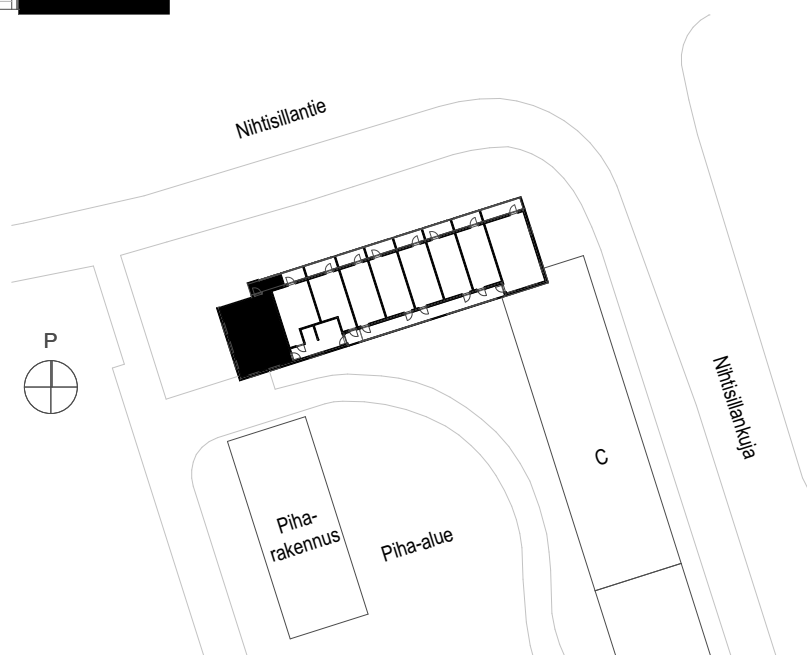 Nihtisillantie
P
Nihtisillankuja
C
Piha-
rakennus
Piha-alue